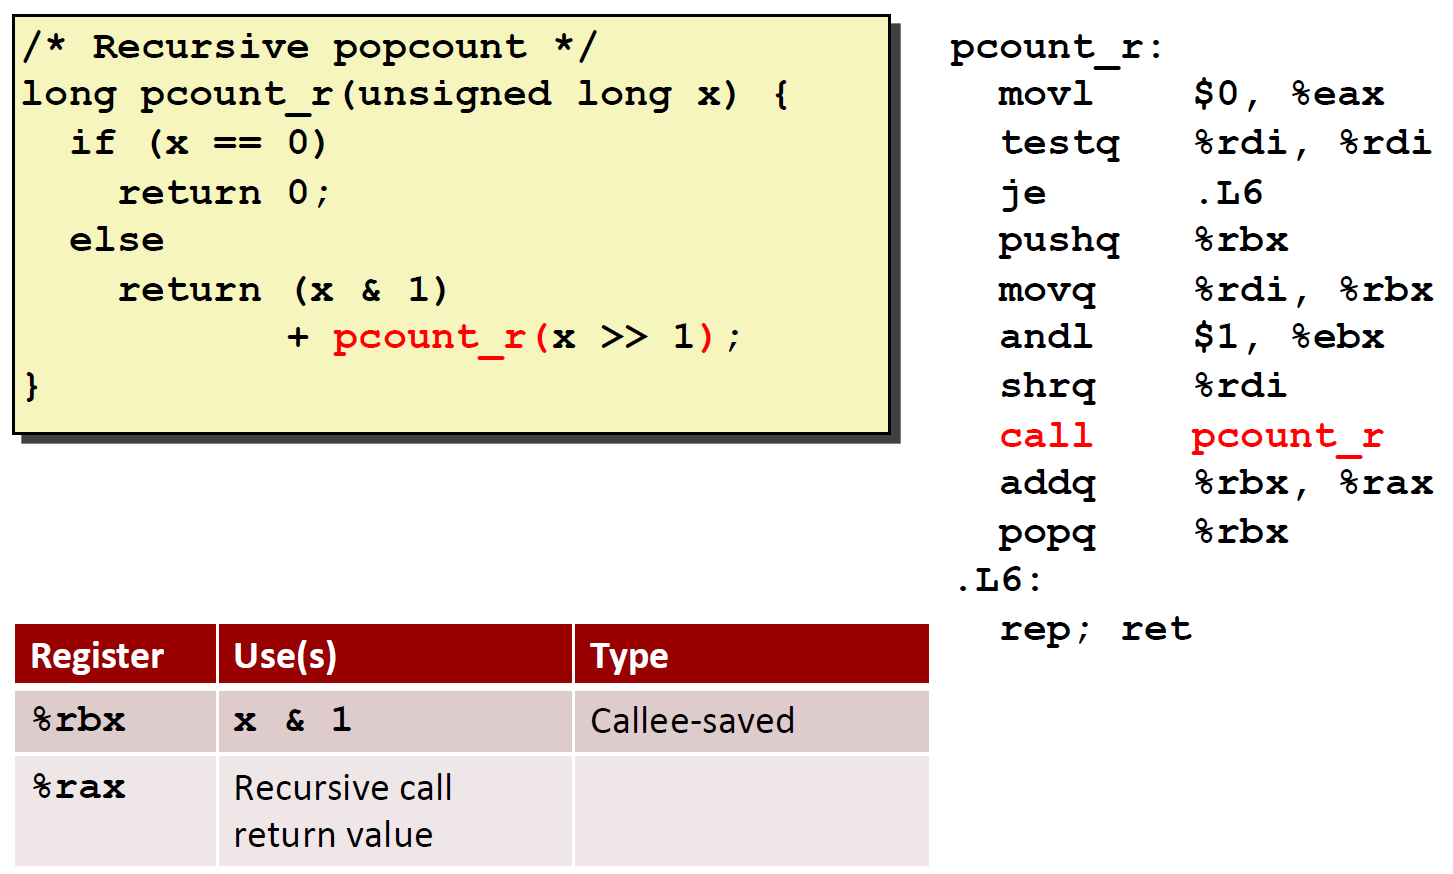 /* Recursive popcount */
long pcount_r(unsigned long x) {
  if (x == 0)
    return 0;
  else
    return (x & 1)
           + pcount_r(x >> 1);
}
pcount_r:
  movl    $0, %eax
  testq   %rdi, %rdi
  je      .L6
  pushq   %rbx
  movq    %rdi, %rbx
  andl    $1, %ebx
  shrq    %rdi
  call    pcount_r
  addq    %rbx, %rax
  popq    %rbx
.L6:
  rep; ret
Register Use(s) Type
%rbx x & 1 Callee-saved
%rax Recursive call
return value